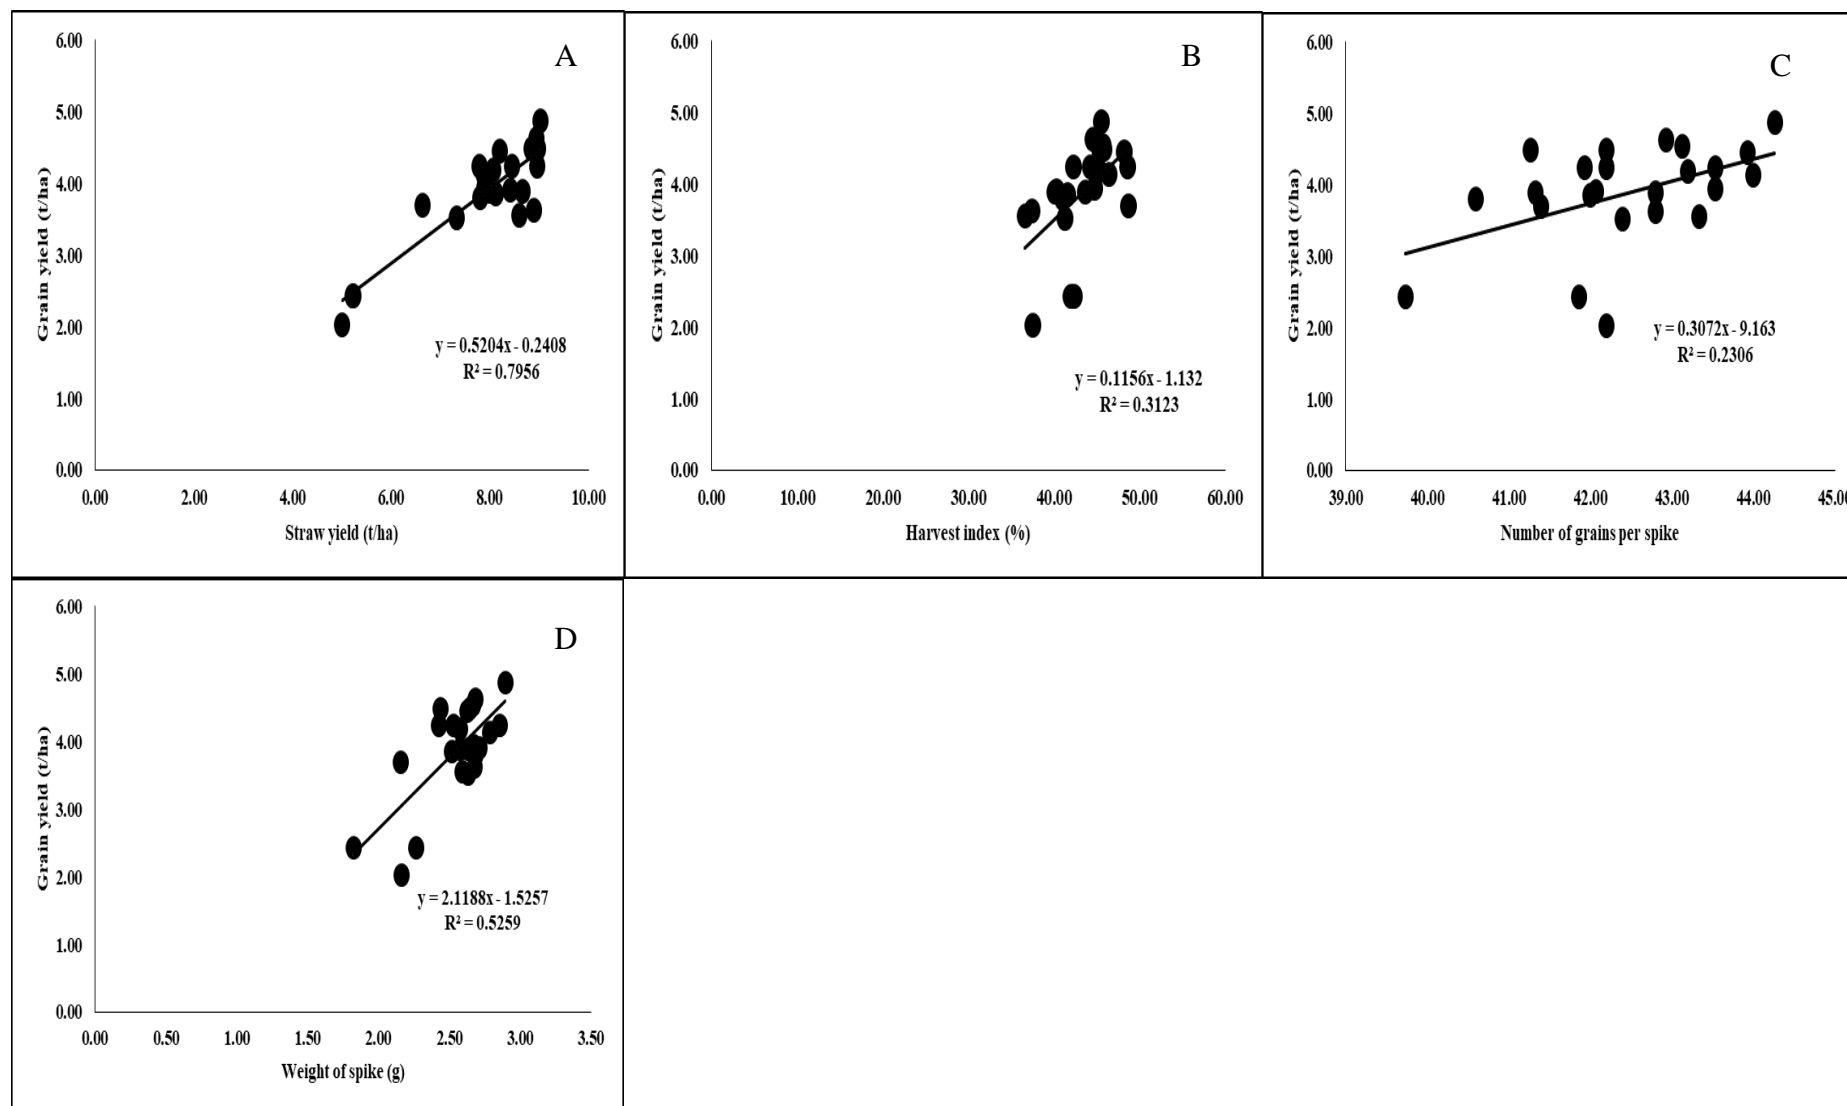 A
6.00
5.00
4.00
3.00
2.00
1.00
0.00
Grain yield (t/ha)
y = 0.5204x - 0.2408
R² = 0.7956
0.00 2.00 4.00 6.00 8.00 10.00
Straw yield (t/ha)
B
6.00
5.00
4.00
3.00
2.00
1.00
0.00
Grain yield (t/ha)
y = 0.1156x - 1.132
R² = 0.3123
0.00 10.00 20.00 30.00 40.00 50.00 60.00
Harvest index (%)
C
6.00
5.00
4.00
3.00
2.00
1.00
0.00
Grain yield (t/ha)
y = 0.3072x - 9.163
R² = 0.2306
39.00 40.00 41.00 42.00 43.00 44.00 45.00
Number of grains per spike
D
6.00
5.00
4.00
3.00
2.00
1.00
0.00
Grain yield (t/ha)
y = 2.1188x - 1.5257
R² = 0.5259
0.00 0.50 1.00 1.50 2.00 2.50 3.00 3.50
Weight of spike (g)